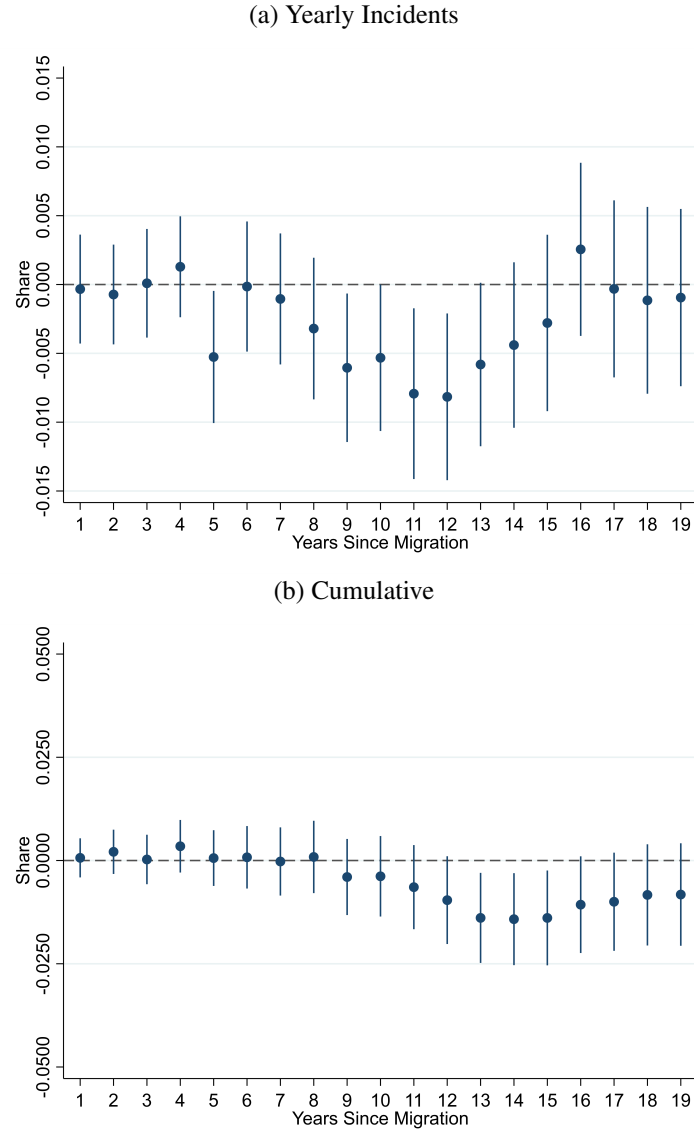 (a) Yearly Incidents
0.015
0.010
0.005
0.000
-0.005
-0.010
-0.015
Share
1 2 3 4 5 6 7 8 9 10 11 12 13 14 15 16 17 18 19
Years Since Migration
(b) Cumulative
0.0500
0.0250
0.0000
-0.0250
-0.0500
Share
1 2 3 4 5 6 7 8 9 10 11 12 13 14 15 16 17 18 19
Years Since Migration